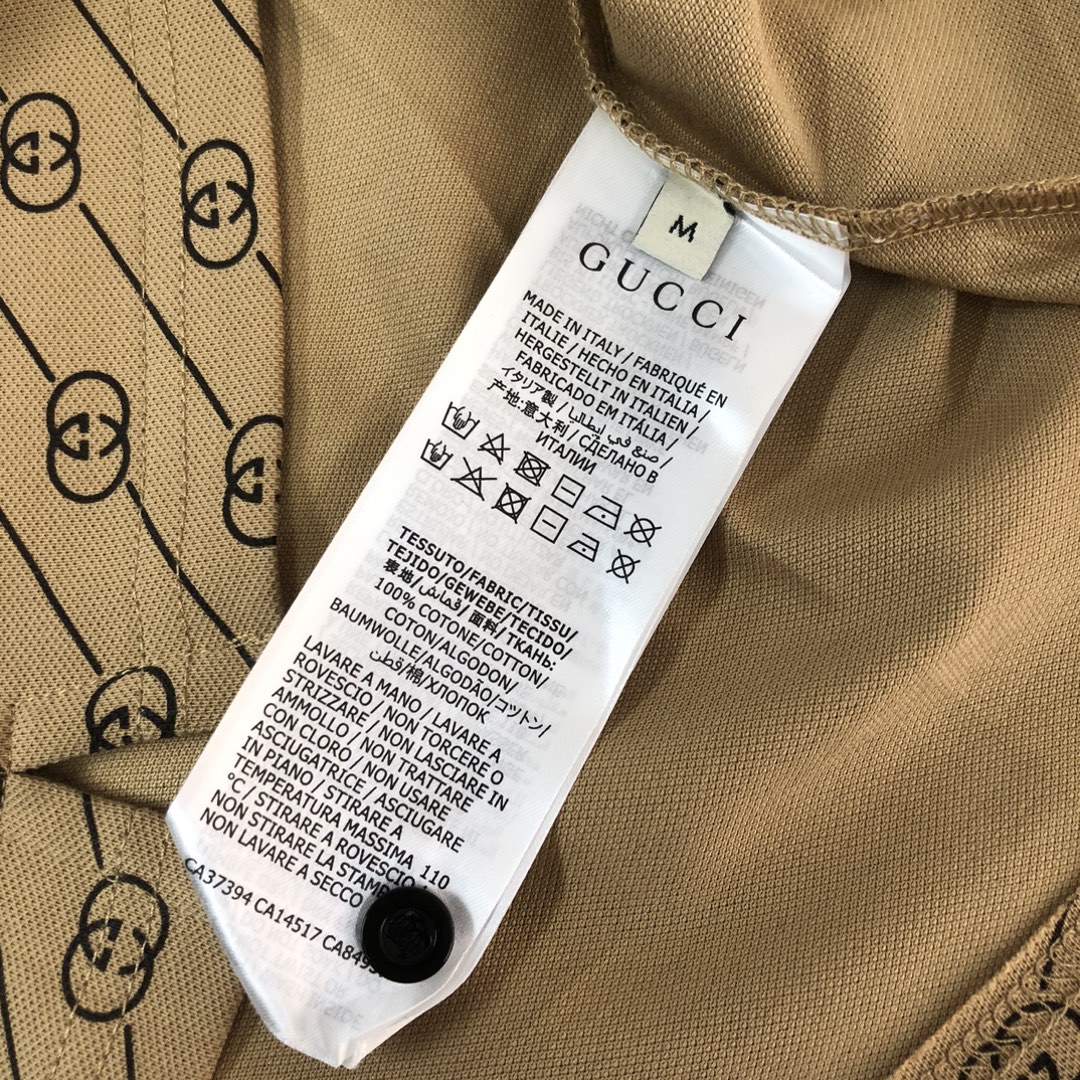 M
GUCCI
MADE IN ITALY / FABRIQUÉ EN
ITALIE / HECHO EN ITALIA /
HERGESTELLT IN ITALIEN /
FABRICADO EM ITÁLIA /
イタリア製 / صنع في إيطاليا /
产地:意大利 / СДЕЛАНО В
ИТАЛИИ
TESSUTO/FABRIC/TISSU/
TEJIDO/GEWEBE/TECIDO/
表地/قماش/面料/ТКАНЬ:
100% COTONE/COTTON/
COTON/ALGODON/
BAUMWOLLE/ALGODÃO/コットン/
قطن/棉/ХЛОПОК
LAVARE A MANO / LAVARE A
ROVESCIO / NON TORCERE O
STRIZZARE / NON LASCIARE IN
AMMOLLO / NON TRATTARE
CON CLORO / NON USARE
ASCIUGATRICE / ASCIUGARE
IN PIANO / STIRARE A
TEMPERATURA MASSIMA 110
°C / STIRARE A ROVESCIO /
NON STIRARE LA STAMPA
NON LAVARE A SECCO
CA37394 CA14517